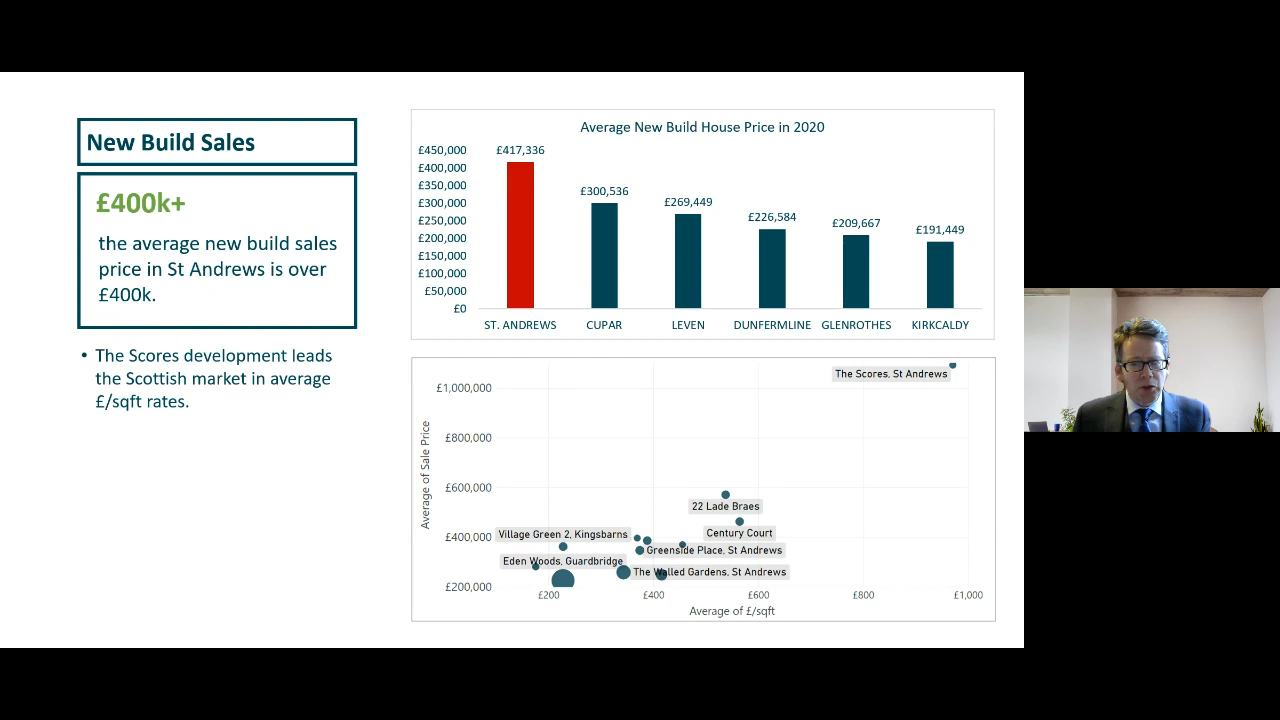 New Build Sales
£400k+
the average new build sales
price in St Andrews is over
£400k.
• The Scores development leads
the Scottish market in average
£/sqft rates.
Average New Build House Price in 2020
£450,000
£400,000
£350,000
£300,000
£250,000
£200,000
£150,000
£100,000
£50,000
£0
£417,336
£300,536
£269,449
£226,584
£209,667
£191,449
ST. ANDREWS CUPAR LEVEN DUNFERMLINE GLENROTHES KIRKCALDY
Average of Sale Price
£1,000,000
£800,000
£600,000
£400,000
£200,000
The Scores, St Andrews
22 Lade Braes
Century Court
Village Green 2, Kingsbarns
Greenside Place, St Andrews
Eden Woods, Guardbridge
The Walled Gardens, St Andrews
£200 £400 £600 £800 £1,000
Average of £/sqft